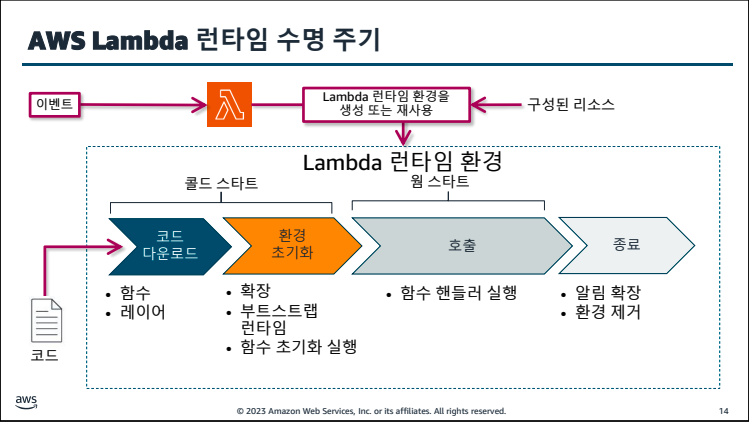 AWS Lambda 런타임 수명 주기
이벤트
Lambda 런타임 환경을
생성 또는 재사용
구성된 리소스
Lambda 런타임 환경
콜드 스타트
웜 스타트
코드
다운로드
환경
초기화
호출
종료
• 함수
• 레이어
• 확장
• 부트스트랩
런타임
• 함수 초기화 실행
• 함수 핸들러 실행
• 알림 확장
• 환경 제거
코드
aws
© 2023 Amazon Web Services, Inc. or its affiliates. All rights reserved.
14